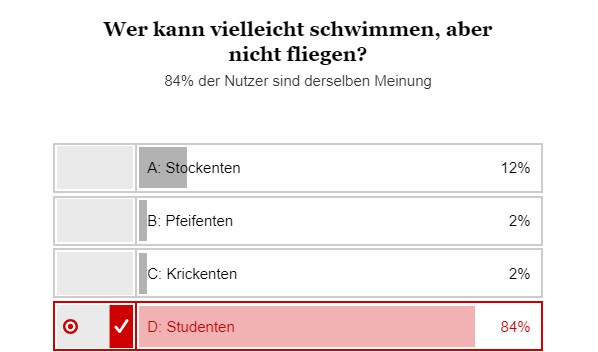 Wer kann vielleicht schwimmen, aber
nicht fliegen?
84% der Nutzer sind derselben Meinung
A: Stockenten 12%
B: Pfeifenten 2%
C: Krickenten 2%
D: Studenten 84%